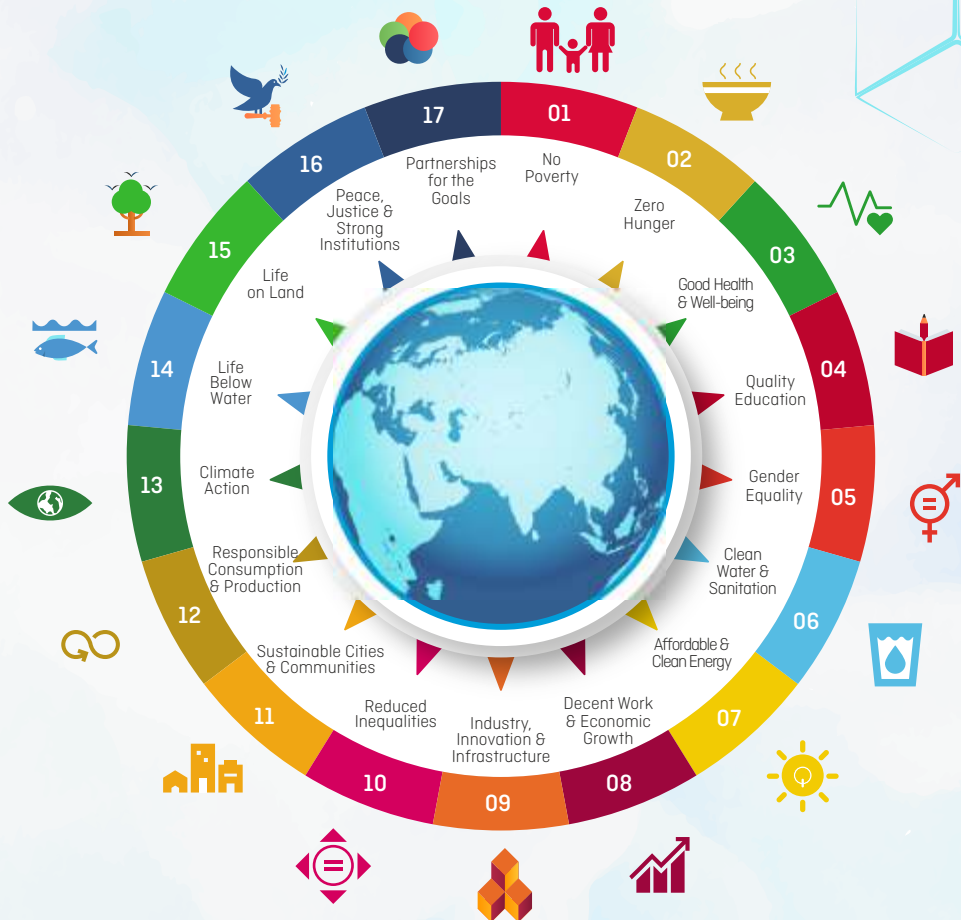 01
No
Poverty
02
Zero
Hunger
03
Good Health
& Well-being
04
Quality
Education
05
Gender
Equality
06
Clean
Water &
Sanitation
07
Affordable &
Clean Energy
08
Decent Work
& Economic
Growth
09
Industry,
Innovation &
Infrastructure
10
Reduced
Inequalities
11
Sustainable Cities
& Communities
12
Responsible
Consumption
& Production
13
Climate
Action
14
Life
Below
Water
15
Life
on Land
16
Peace,
Justice &
Strong
Institutions
17
Partnerships
for the
Goals